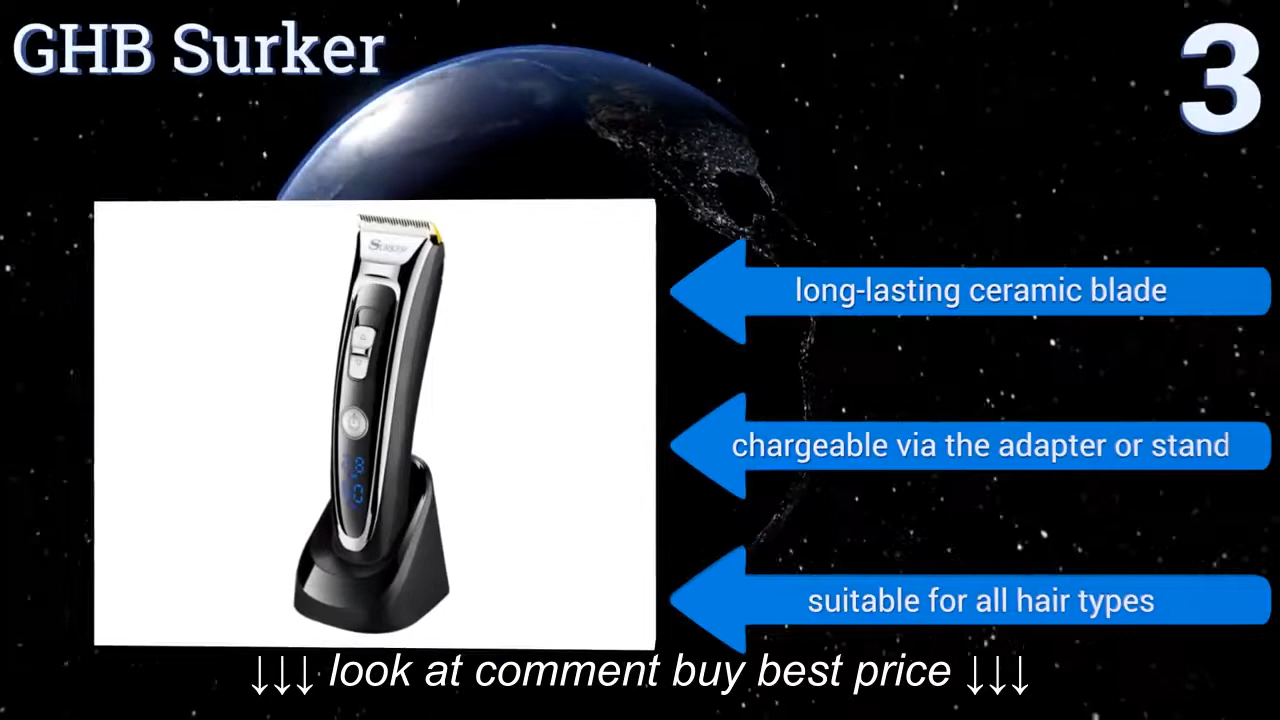 GHB Surker
3
SURKER
long-lasting ceramic blade
chargeable via the adapter or stand
suitable for all hair types
↓↓↓ look at comment buy best price ↓↓↓